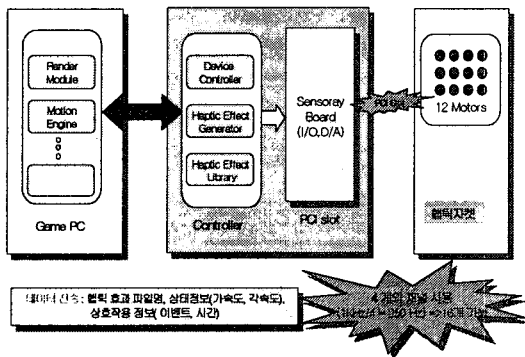 Render
Module
Motion
Engine
Game PC
Device
Controller
Haptic Effect
Generator
Haptic Effect
Library
Controller
Sensoray
Board
(I/O,D/A)
PCI slot
12 Motors
햅틱자켓
데이터 전송 : 햅틱 효과 파일명, 상태정보(가속도, 각속도),
상호작용 정보( 이벤트, 시간)
4 개의 채널 사용